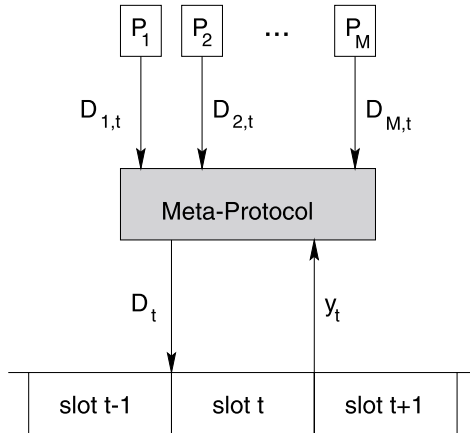 P1 P2 ... PM
D1,t D2,t DM,t
Meta-Protocol
Dt yt
slot t-1 slot t slot t+1